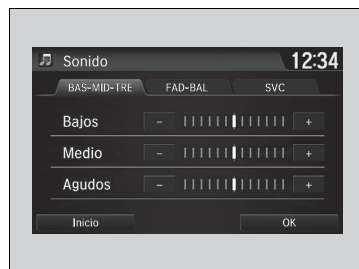 Sonido 12:34
BAS-MID-TRE FAD-BAL SVC
Bajos - +
Medio - +
Agudos - +
Inicio OK